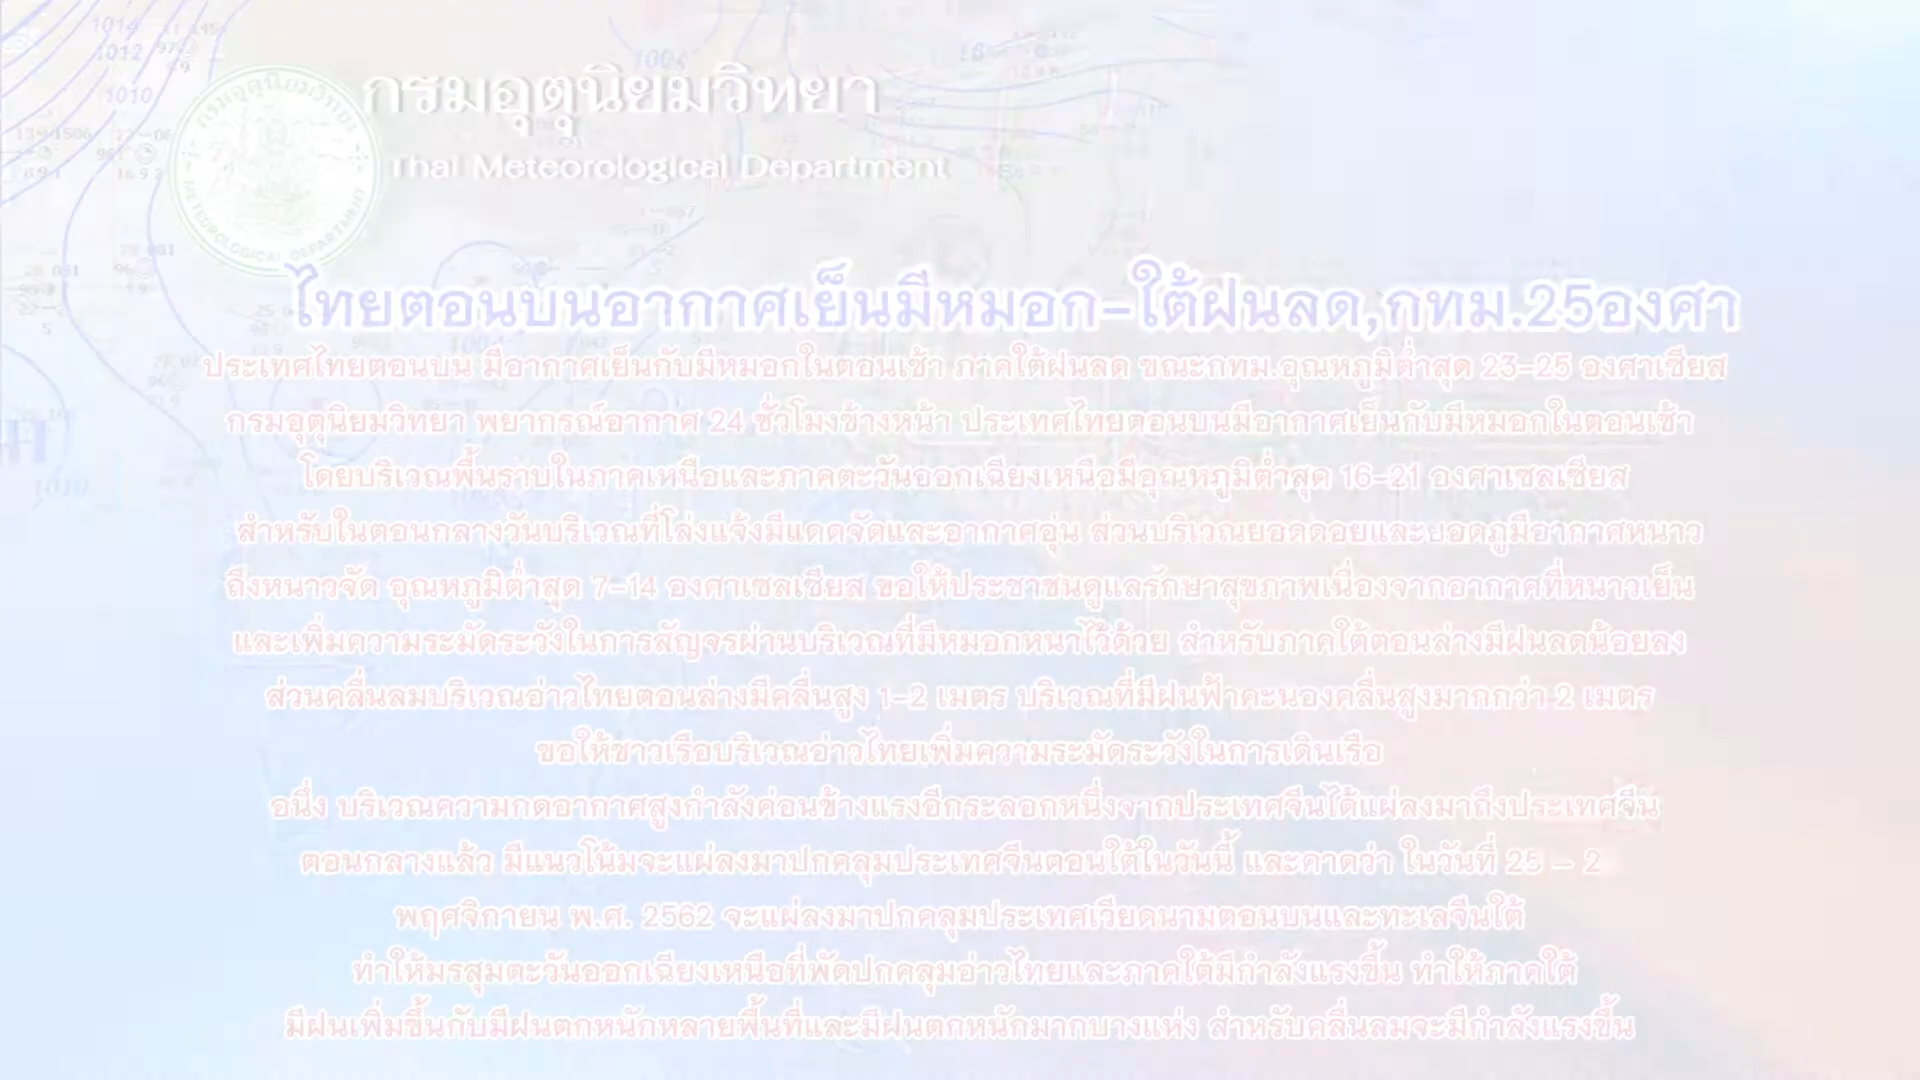 กรมอุตุนิยมวิทยา
Thai Meteorological Department
ไทยตอนบนอากาศเย็นมีหมอก-ใต้ฝนลด,กทม.25องศา
ประเทศไทยตอนบน มีอากาศเย็นกับมีหมอกในตอนเช้า ภาคใต้ฝนลด ขณะกทม.อุณหภูมิต่ำสุด 23-25 องศาเซียส
กรมอุตุนิยมวิทยา พยากรณ์อากาศ 24 ชั่วโมงข้างหน้า ประเทศไทยตอนบนมีอากาศเย็นกับมีหมอกในตอนเช้า
โดยบริเวณพื้นราบในภาคเหนือและภาคตะวันออกเฉียงเหนือมีอุณหภูมิต่ำสุด 16-21 องศาเซลเซียส
สำหรับในตอนกลางวันบริเวณที่โล่งแจ้งมีแดดจัดและอากาศอุ่น ส่วนบริเวณยอดดอยและยอดภูมีอากาศหนาว
ถึงหนาวจัด อุณหภูมิต่ำสุด 7-14 องศาเซลเซียส ขอให้ประชาชนดูแลรักษาสุขภาพเนื่องจากอากาศที่หนาวเย็น
และเพิ่มความระมัดระวังในการสัญจรผ่านบริเวณที่มีหมอกหนาไว้ด้วย สำหรับภาคใต้ตอนล่างมีฝนลดน้อยลง
ส่วนคลื่นลมบริเวณอ่าวไทยตอนล่างมีคลื่นสูง 1-2 เมตร บริเวณที่มีฝนฟ้าคะนองคลื่นสูงมากกว่า 2 เมตร
ขอให้ชาวเรือบริเวณอ่าวไทยเพิ่มความระมัดระวังในการเดินเรือ
อนึ่ง บริเวณความกดอากาศสูงกำลังค่อนข้างแรงอีกระลอกหนึ่งจากประเทศจีนได้แผ่ลงมาถึงประเทศจีน
ตอนกลางแล้ว มีแนวโน้มจะแผ่ลงมาปกคลุมประเทศจีนตอนใต้ในวันนี้ และคาดว่า ในวันที่ 25 – 2
พฤศจิกายน พ.ศ. 2562 จะแผ่ลงมาปกคลุมประเทศเวียดนามตอนบนและทะเลจีนใต้
ทำให้มรสุมตะวันออกเฉียงเหนือที่พัดปกคลุมอ่าวไทยและภาคใต้มีกำลังแรงขึ้น ทำให้ภาคใต้
มีฝนเพิ่มขึ้นกับมีฝนตกหนักหลายพื้นที่และมีฝนตกหนักมากบางแห่ง สำหรับคลื่นลมจะมีกำลังแรงขึ้น